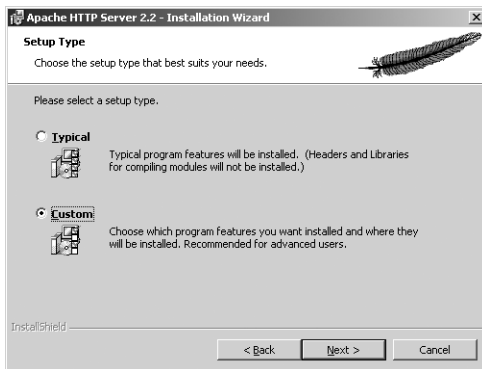 Apache HTTP Server 2.2 - Installation Wizard
Setup Type
Choose the setup type that best suits your needs.
Please select a setup type.
Typical
Typical program features will be installed. (Headers and Libraries
for compiling modules will not be installed.)
Custom
Choose which program features you want installed and where they
will be installed. Recommended for advanced users.
InstallShield
< Back
Next >
Cancel